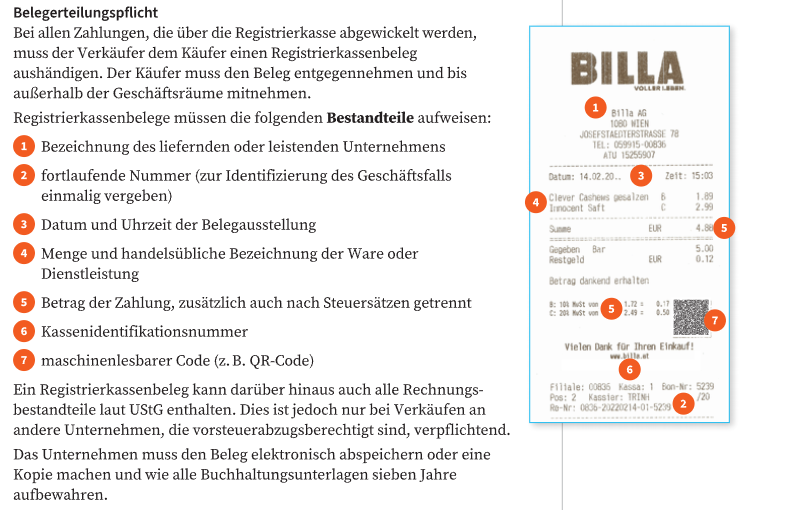 Belegerteilungspflicht
Bei allen Zahlungen, die über die Registrierkasse abgewickelt werden,
muss der Verkäufer dem Käufer einen Registrierkassenbeleg
aushändigen. Der Käufer muss den Beleg entgegennehmen und bis
außerhalb der Geschäftsräume mitnehmen.
Registrierkassenbelege müssen die folgenden Bestandteile aufweisen:
1 Bezeichnung des liefernden oder leistenden Unternehmens
2 fortlaufende Nummer (zur Identifizierung des Geschäftsfalls
einmalig vergeben)
3 Datum und Uhrzeit der Belegausstellung
4 Menge und handelsübliche Bezeichnung der Ware oder
Dienstleistung
5 Betrag der Zahlung, zusätzlich auch nach Steuersätzen getrennt
6 Kassenidentifikationsnummer
7 maschinenlesbarer Code (z. B. QR-Code)
Ein Registrierkassenbeleg kann darüber hinaus auch alle Rechnungs-
bestandteile laut UStG enthalten. Dies ist jedoch nur bei Verkäufen an
andere Unternehmen, die vorsteuerabzugsberechtigt sind, verpflichtend.
Das Unternehmen muss den Beleg elektronisch abspeichern oder eine
Kopie machen und wie alle Buchhaltungsunterlagen sieben Jahre
aufbewahren.
BILLA
VOLLER LEBEN.
1
Billa AG
1080 WIEN
JOSEFSTAEDTERSTRASSE 78
TEL: 059915-00836
ATU 15255907
Datum: 14.02.20.. 3 Zeit: 15:03
4 Clever Cashews gesalzen B 1.89
Innocent Saft C 2.99
Summe EUR 4.88 5
Gegeben Bar 5.00
Restgeld EUR 0.12
Betrag dankend erhalten
B: 10% MwSt von 5 1.72 = 0.17
C: 20% MwSt von 2.49 = 0.50
7
Vielen Dank für Ihren Einkauf!
www.billa.at
6
Filiale: 00836 Kassa: 1 Bon-Nr: 5239
Pos: 2 Kassier: TRINH /20
Re-Nr: 0836-20220214-01-5239 2